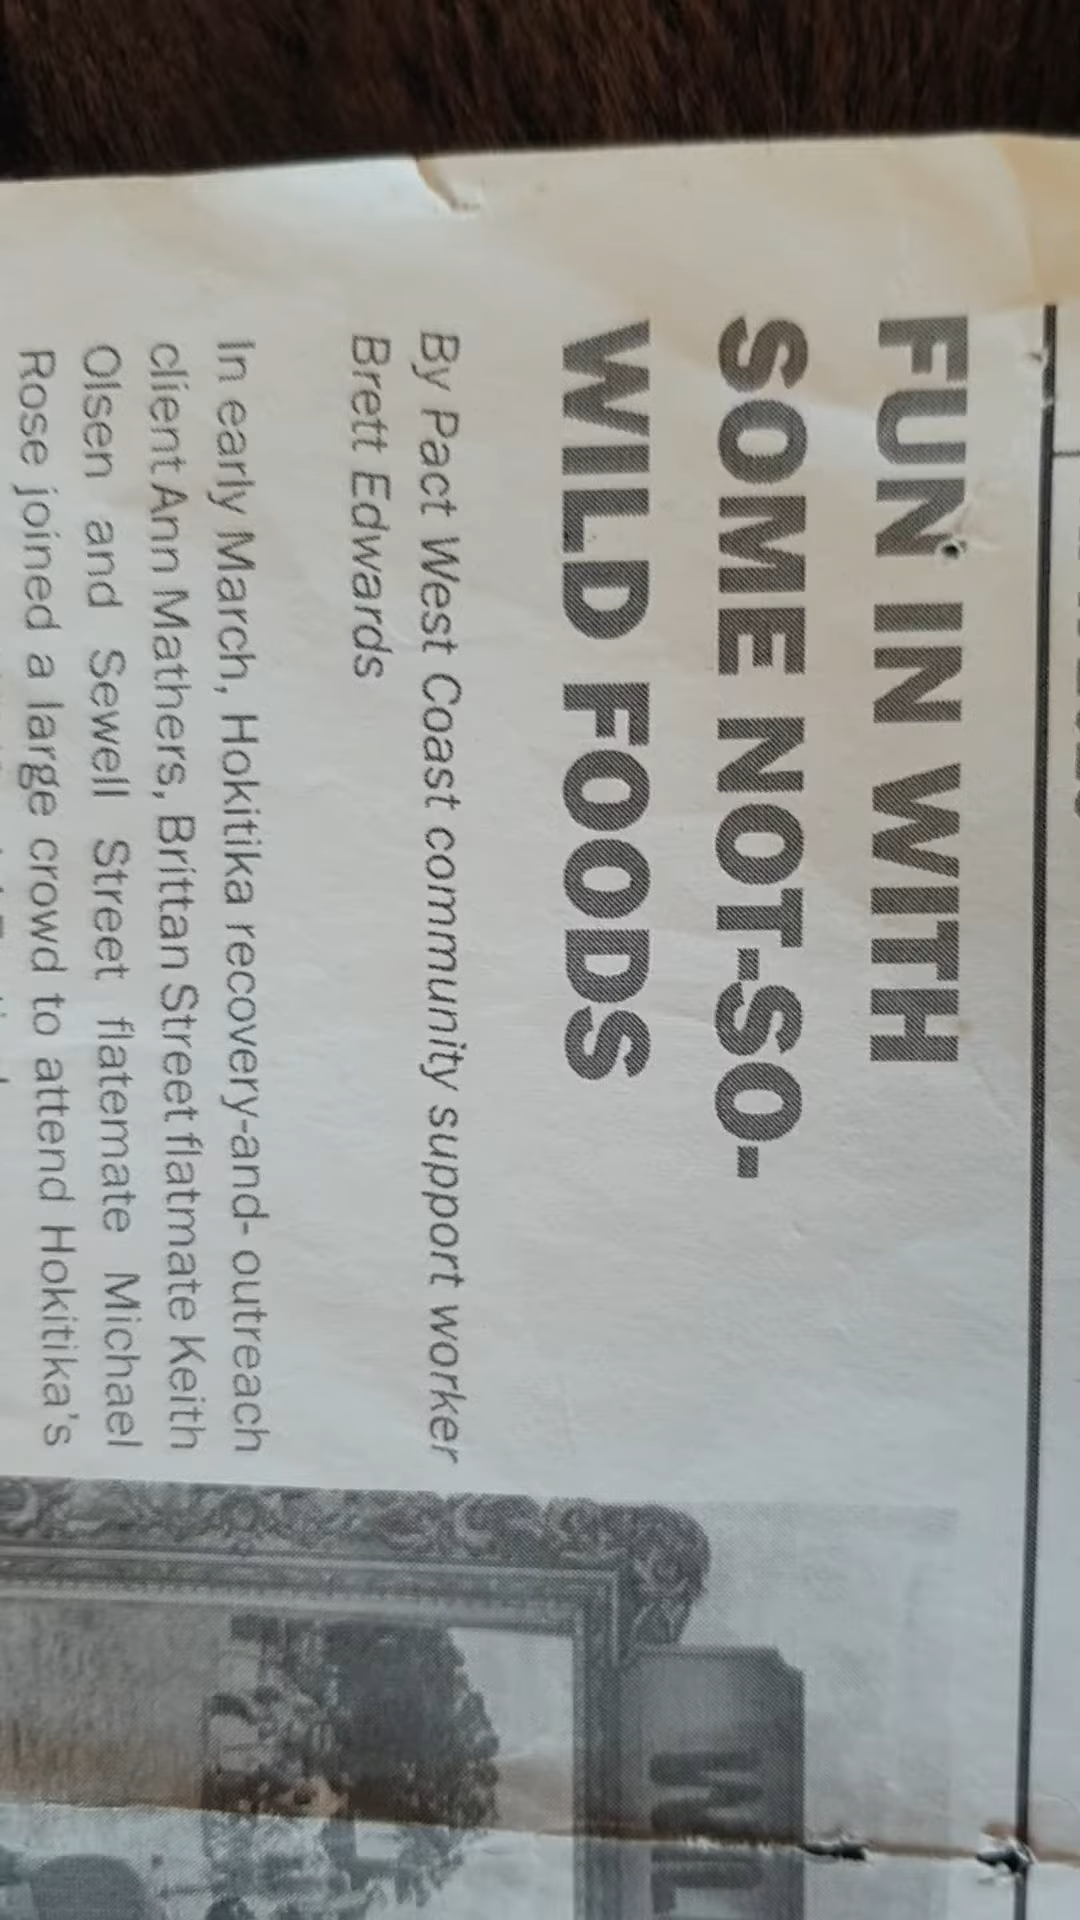 FUN IN WITH
SOME NOT-SO-
WILD FOODS
By Pact West Coast community support worker
Brett Edwards
In early March, Hokitika recovery-and- outreach
client Ann Mathers, Brittan Street flatmate Keith
Olsen and Sewell Street flatemate Michael
Rose joined a large crowd to attend Hokitika's